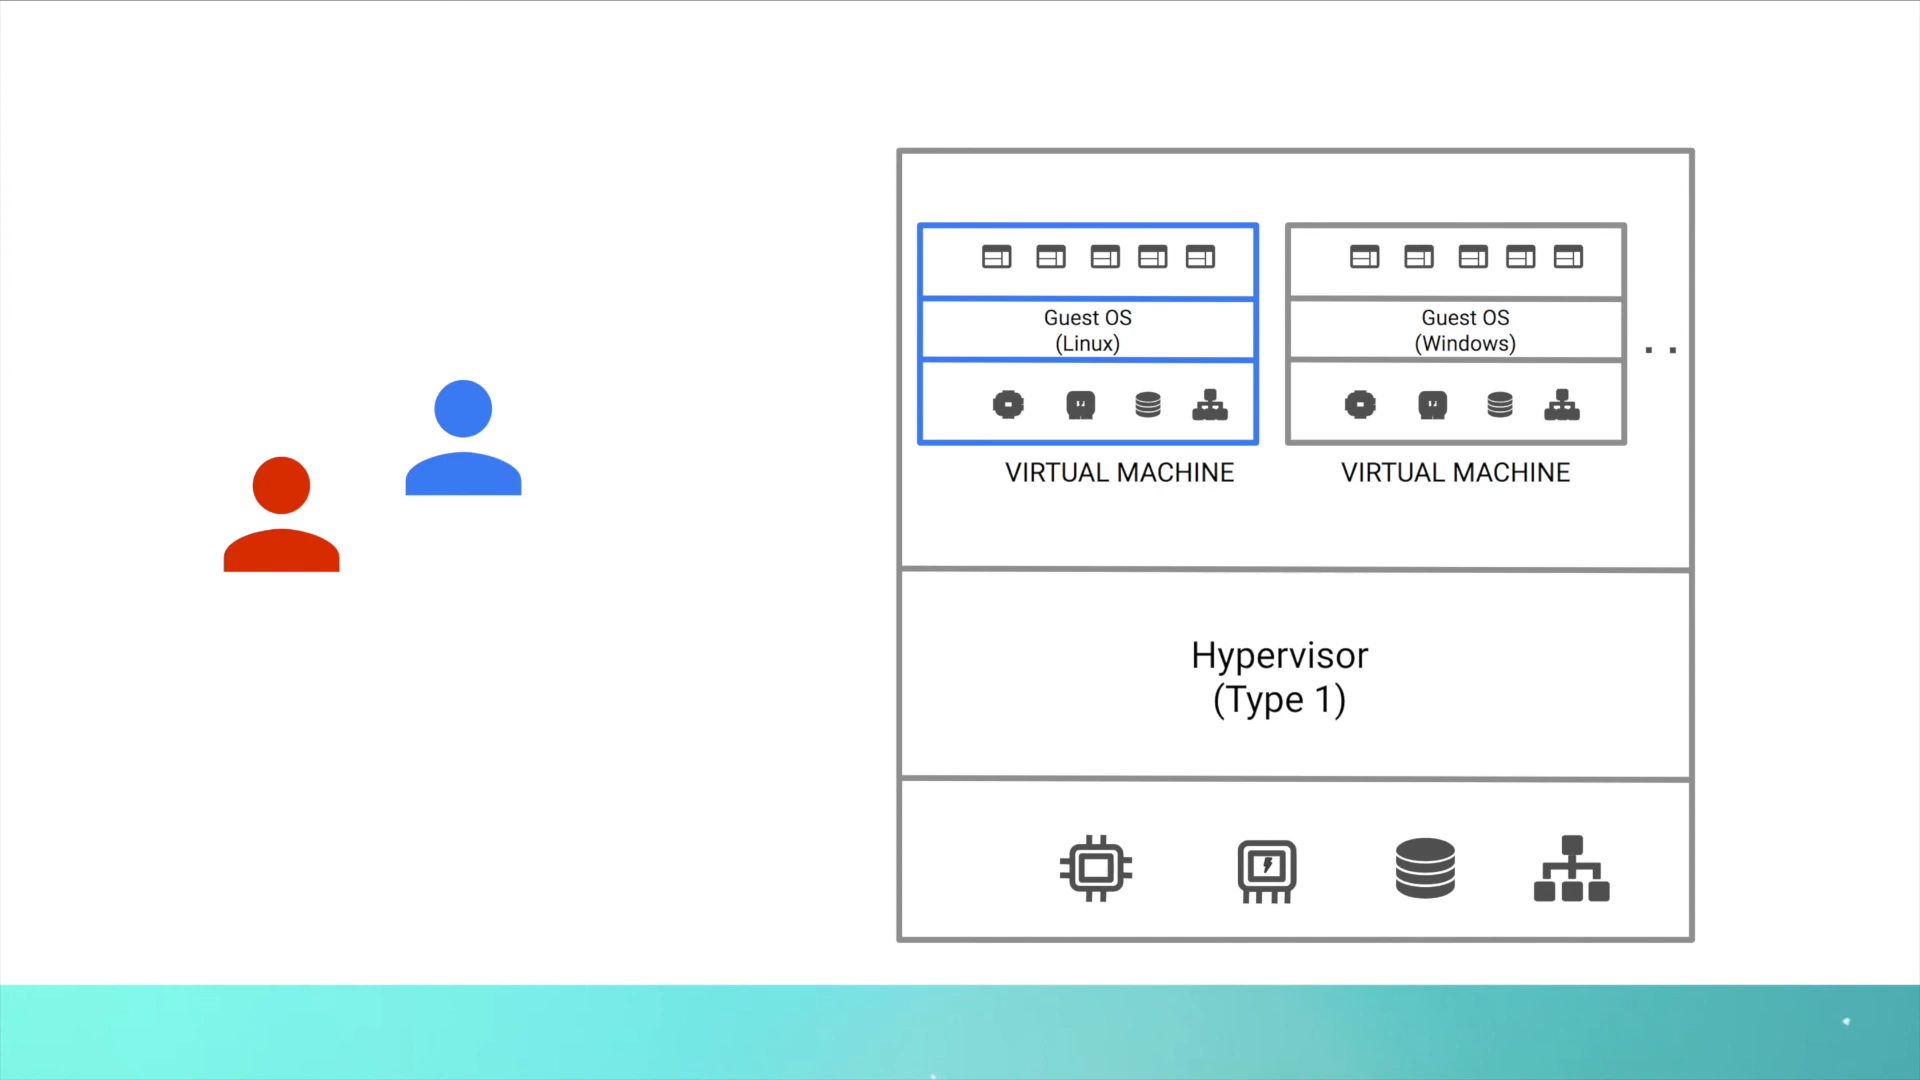 Guest OS
(Linux)
Guest OS
(Windows)
. .
VIRTUAL MACHINE
VIRTUAL MACHINE
Hypervisor
(Type 1)